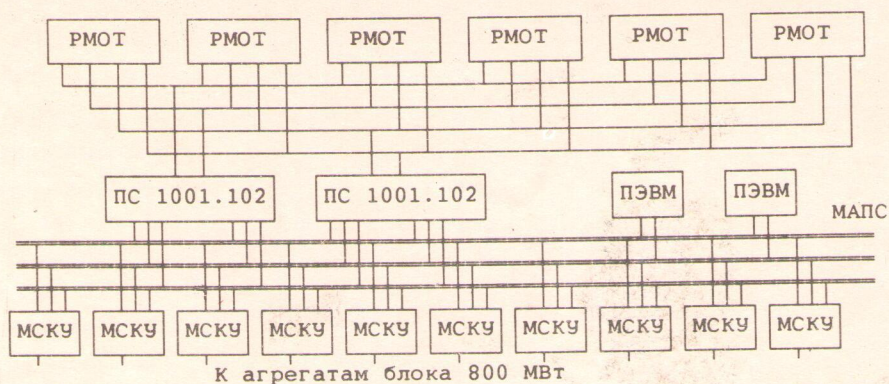 РМОТ РМОТ РМОТ РМОТ РМОТ РМОТ
ПС 1001.102 ПС 1001.102 ПЭВМ ПЭВМ
МАПС
МСКУ МСКУ МСКУ МСКУ МСКУ МСКУ МСКУ МСКУ МСКУ МСКУ
К агрегатам блока 800 МВт